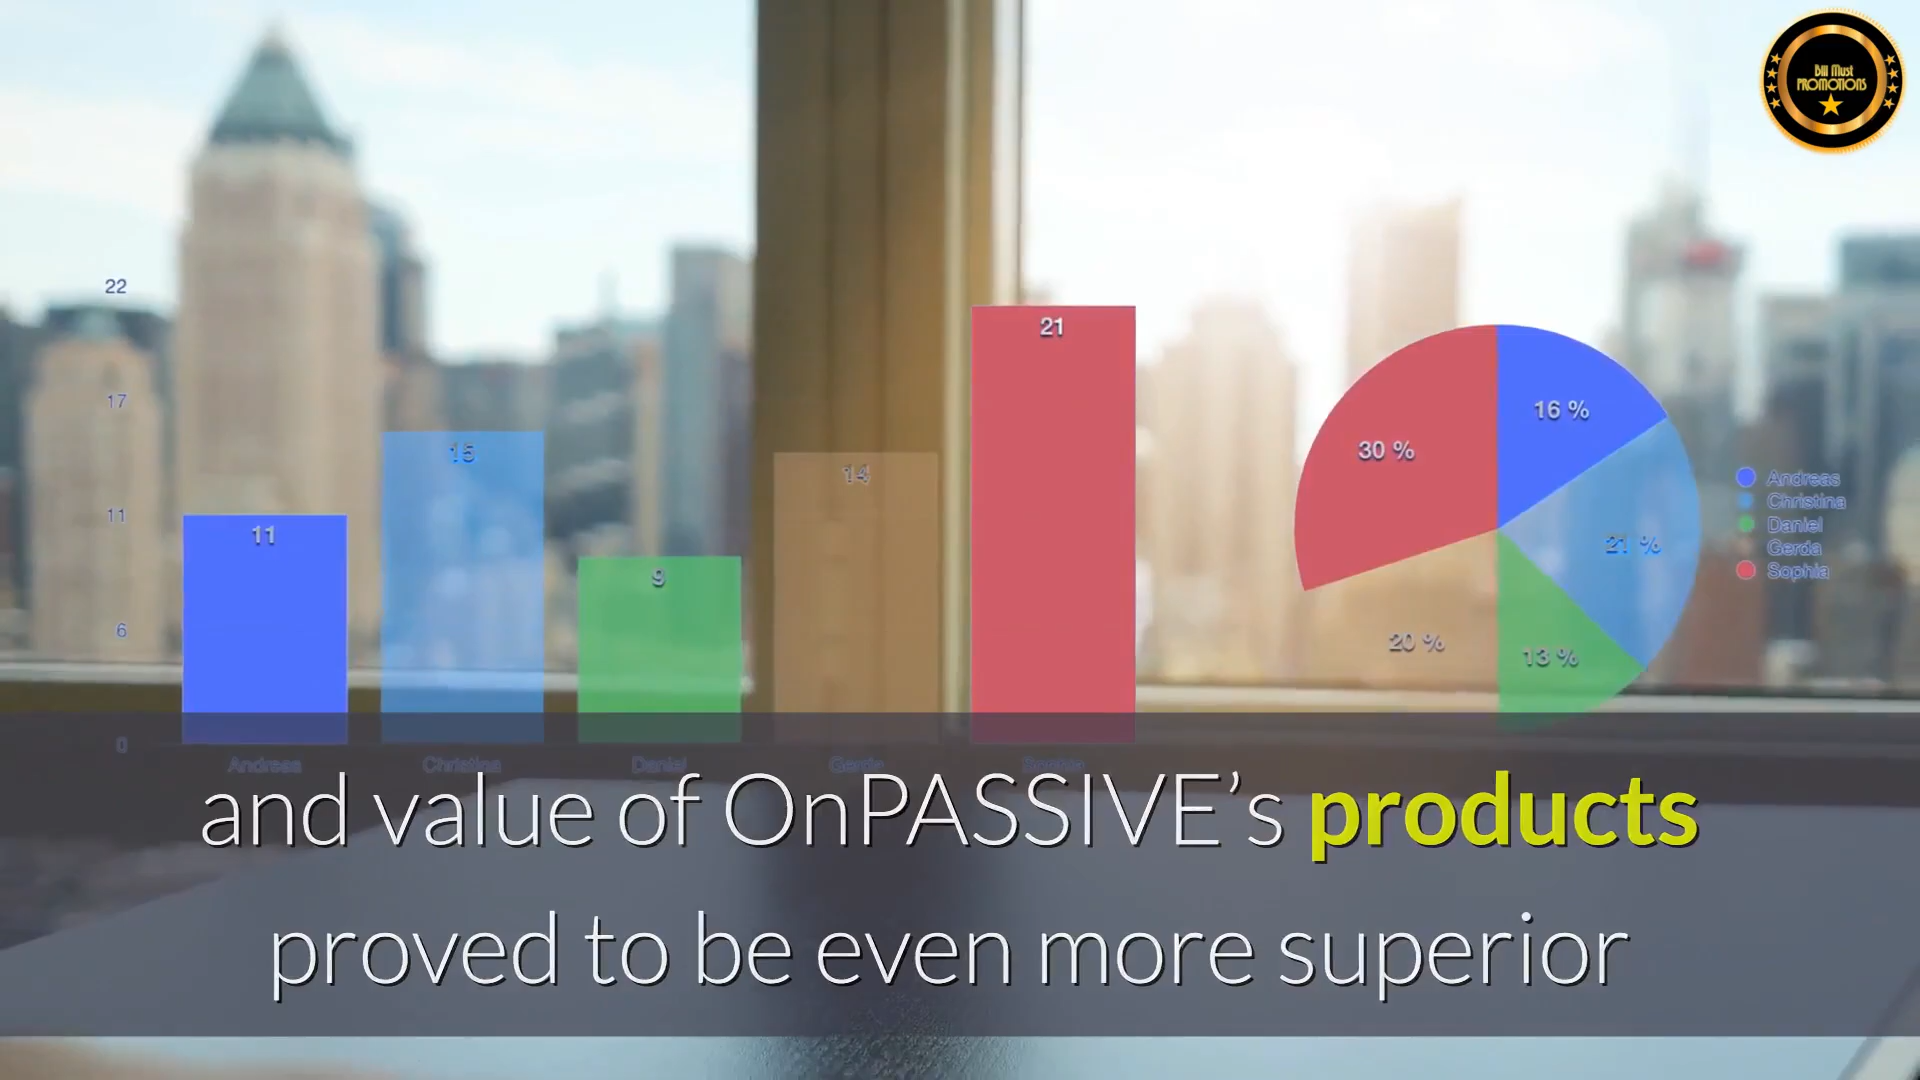 Bill Must
PROMOTIONS
22
17
11
6
0
11
15
9
14
21
Andreas
Christina
Daniel
Gerda
Sophia
16 %
21 %
13 %
20 %
30 %
Andreas
Christina
Daniel
Gerda
Sophia
and value of OnPASSIVE’s products
proved to be even more superior